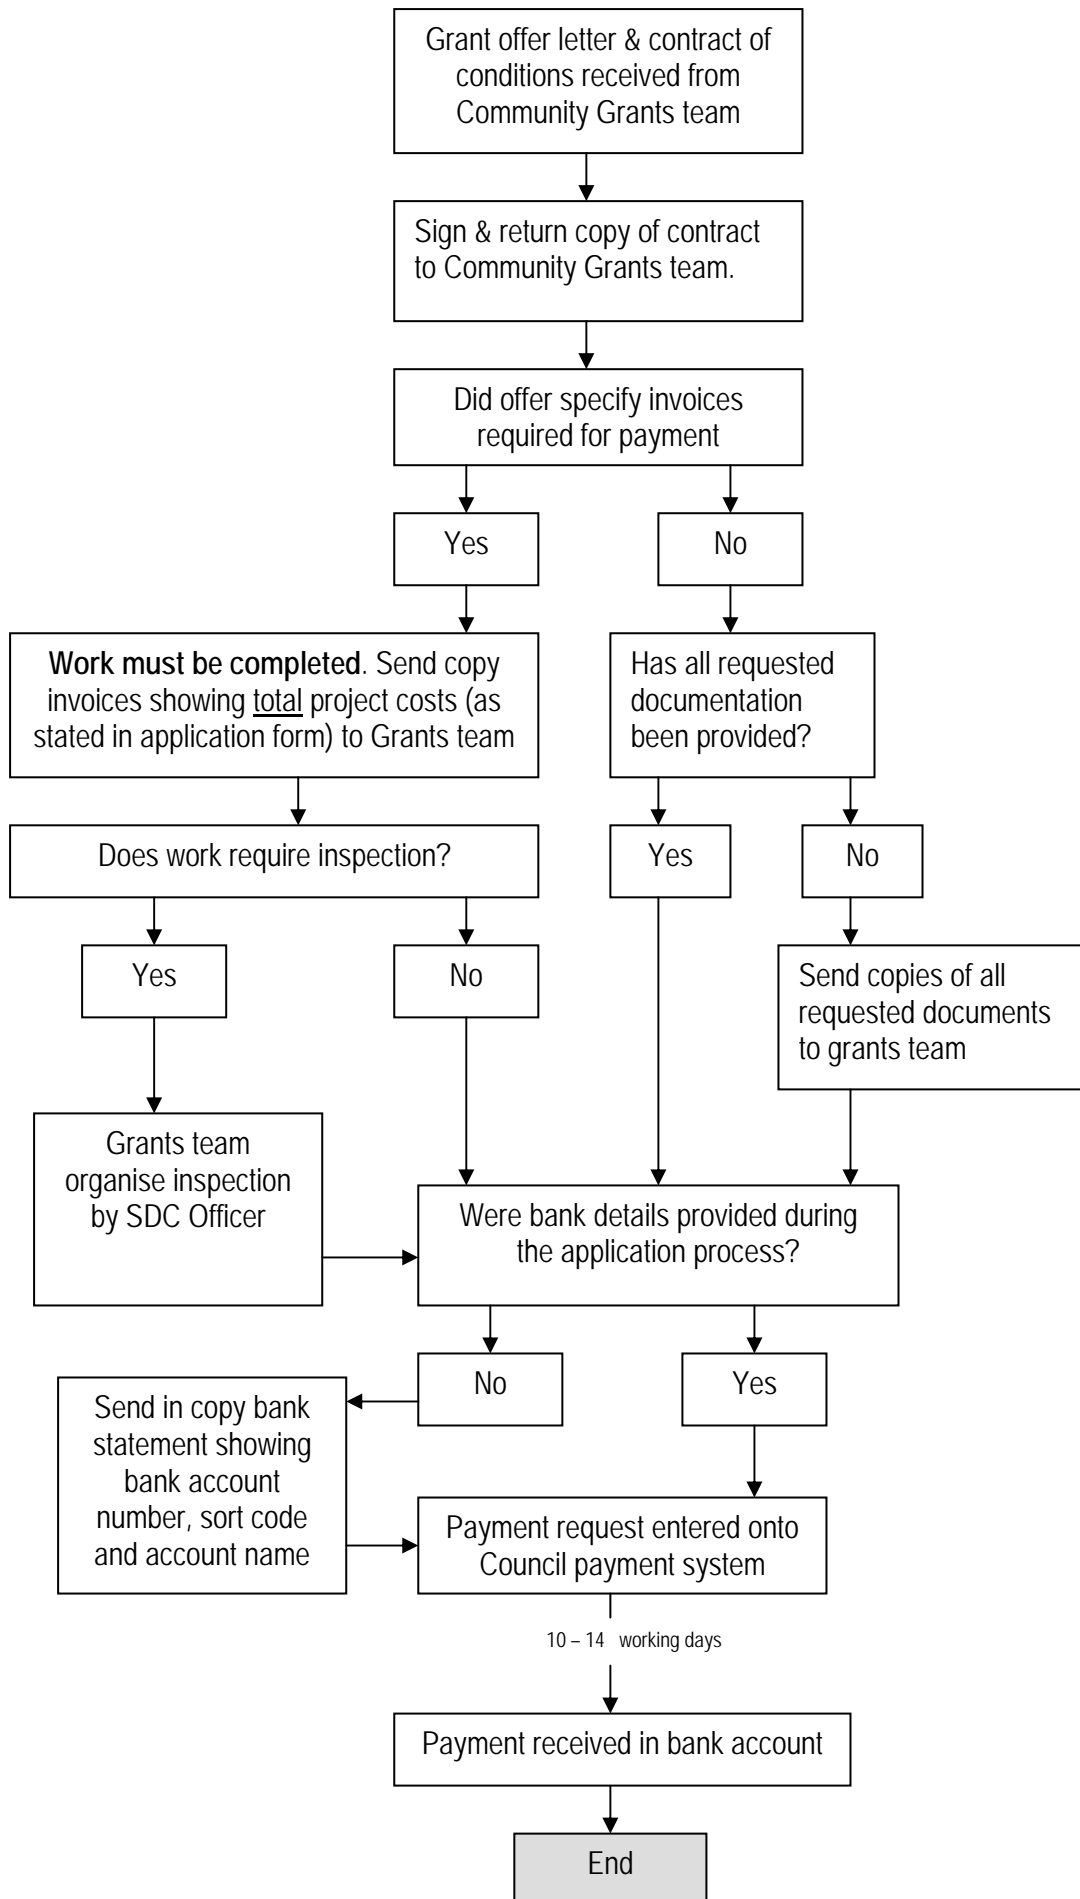 Grant offer letter & contract of
conditions received from
Community Grants team
Sign & return copy of contract
to Community Grants team.
Did offer specify invoices
required for payment
Yes
No
Work must be completed. Send copy
invoices showing total project costs (as
stated in application form) to Grants team
Has all requested
documentation
been provided?
Does work require inspection?
Yes
No
Yes
No
Send copies of all
requested documents
to grants team
Grants team
organise inspection
by SDC Officer
Were bank details provided during
the application process?
No
Yes
Send in copy bank
statement showing
bank account
number, sort code
and account name
Payment request entered onto
Council payment system
10 – 14 working days
Payment received in bank account
End